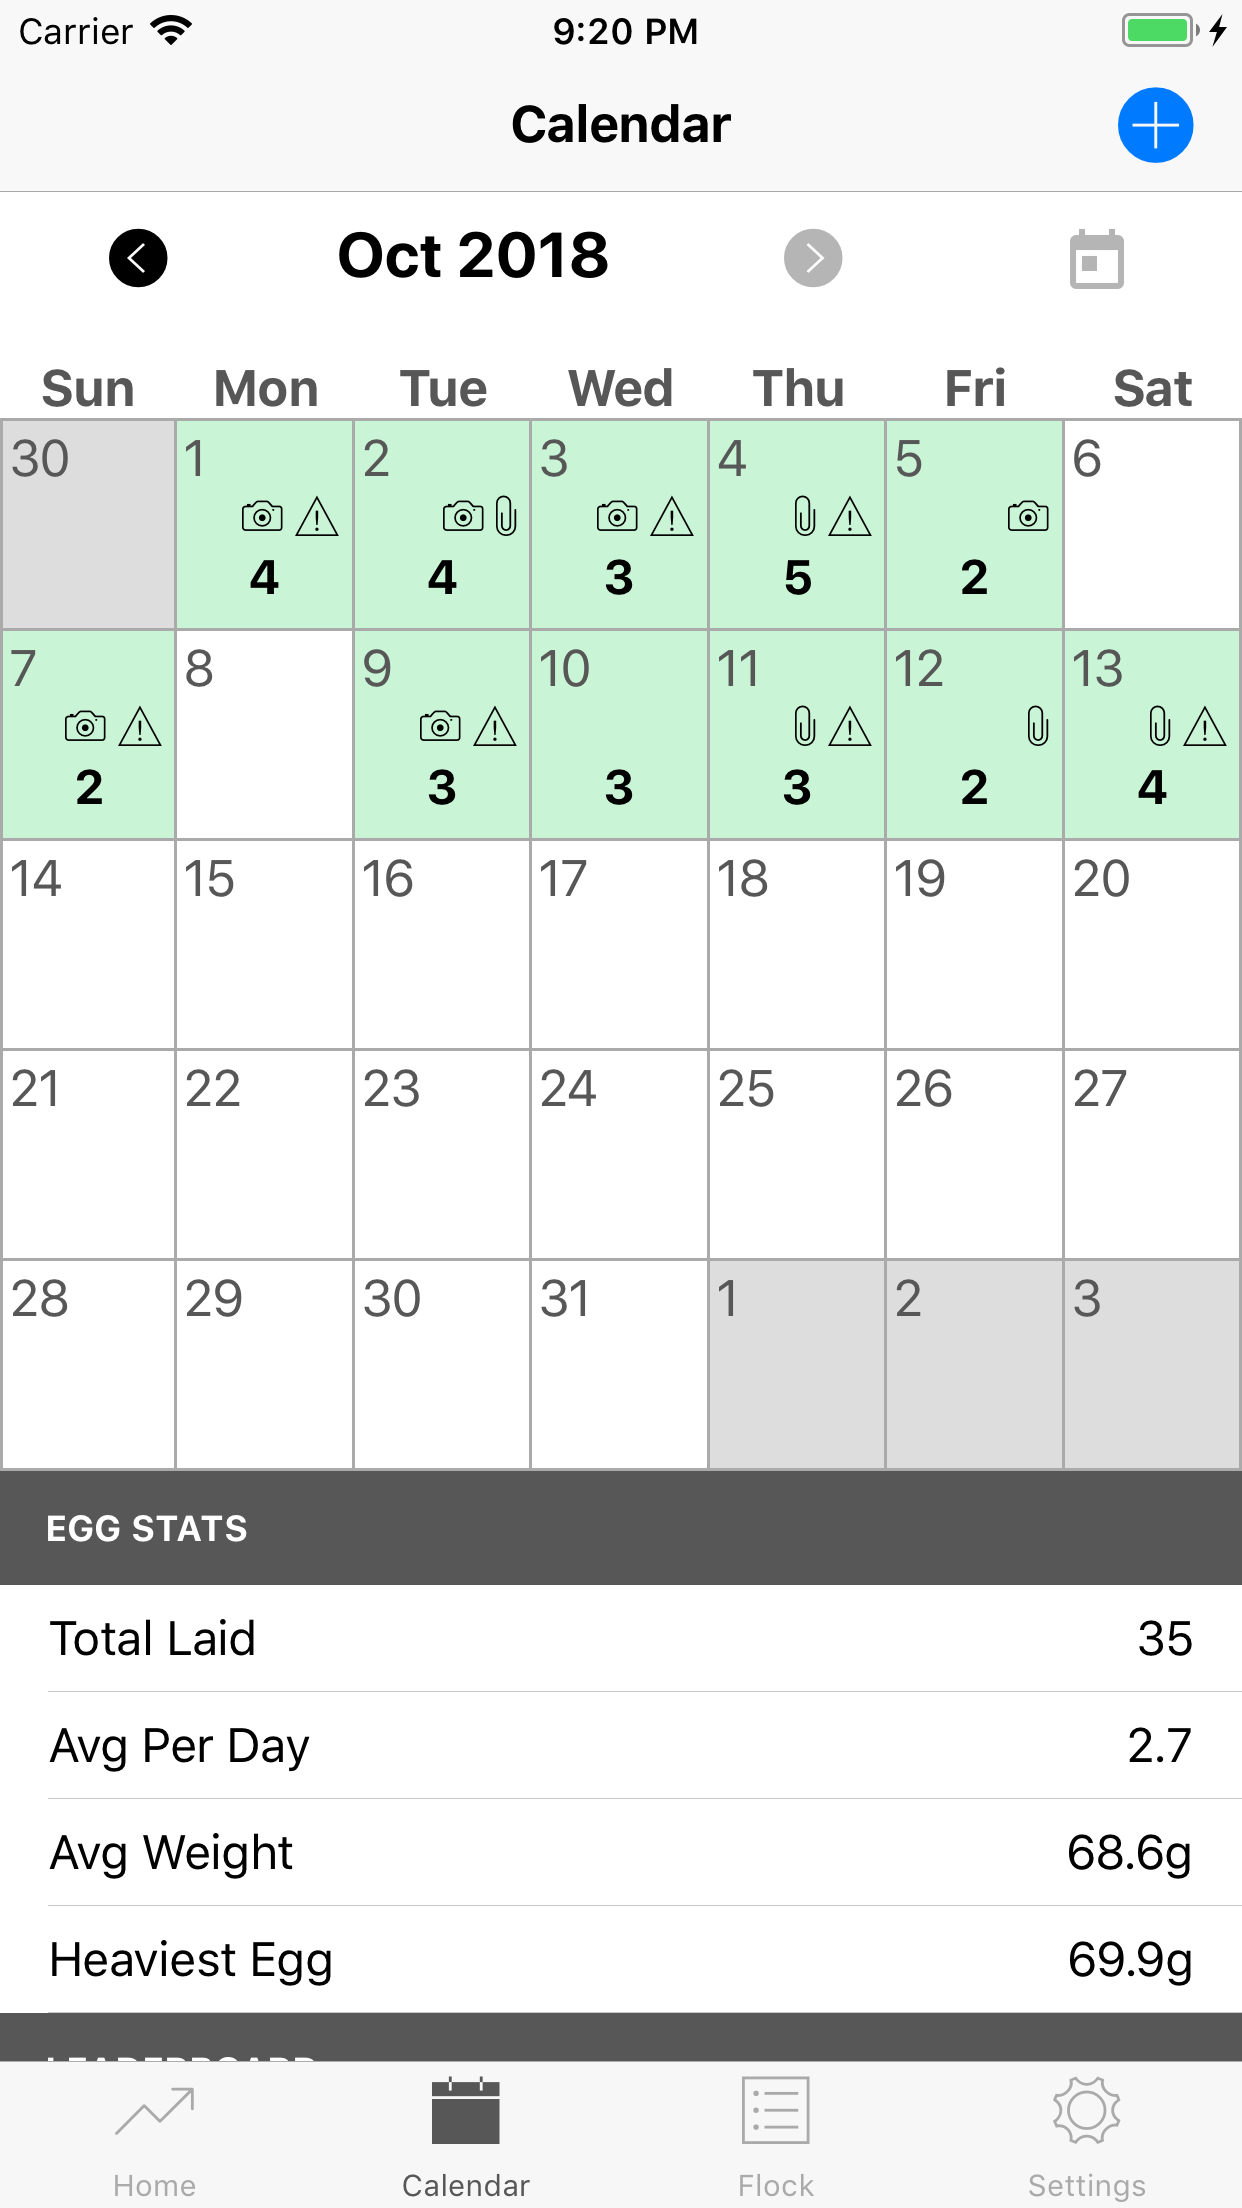 Carrier 9:20 PM
Calendar
Oct 2018
Sun Mon Tue Wed Thu Fri Sat
30 1 2 3 4 5 6
4 4 3 5 2
7 8 9 10 11 12 13
2 3 3 3 2 4
14 15 16 17 18 19 20
21 22 23 24 25 26 27
28 29 30 31 1 2 3
EGG STATS
Total Laid 35
Avg Per Day 2.7
Avg Weight 68.6g
Heaviest Egg 69.9g
LEADERBOARD
Home Calendar Flock Settings